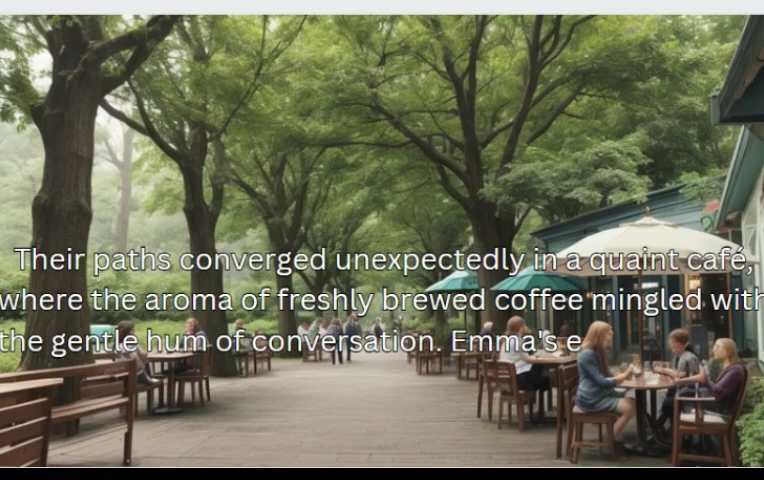 Their paths converged unexpectedly in a quaint café,
where the aroma of freshly brewed coffee mingled with
the gentle hum of conversation. Emma's e